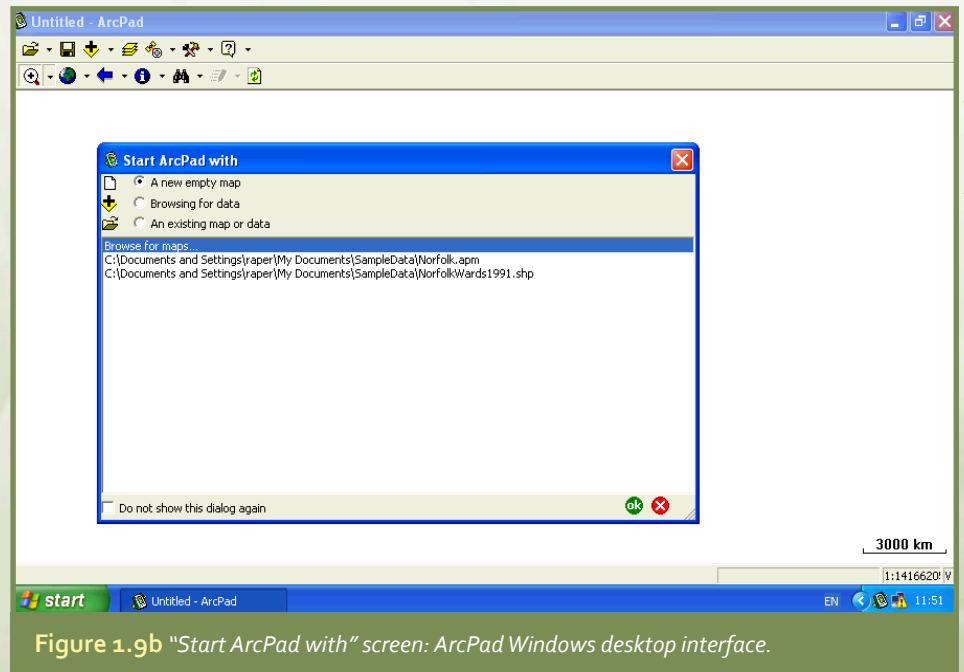 Untitled - ArcPad
Start ArcPad with
A new empty map
Browsing for data
An existing map or data
Browse for maps...
C:\Documents and Settings\raper\My Documents\SampleData\Norfolk.apm
C:\Documents and Settings\raper\My Documents\SampleData\NorfolkWards1991.shp
Do not show this dialog again
ok
3000 km
1:1416620! V
start
Untitled - ArcPad
EN
11:51
Figure 1.9b "Start ArcPad with" screen: ArcPad Windows desktop interface.